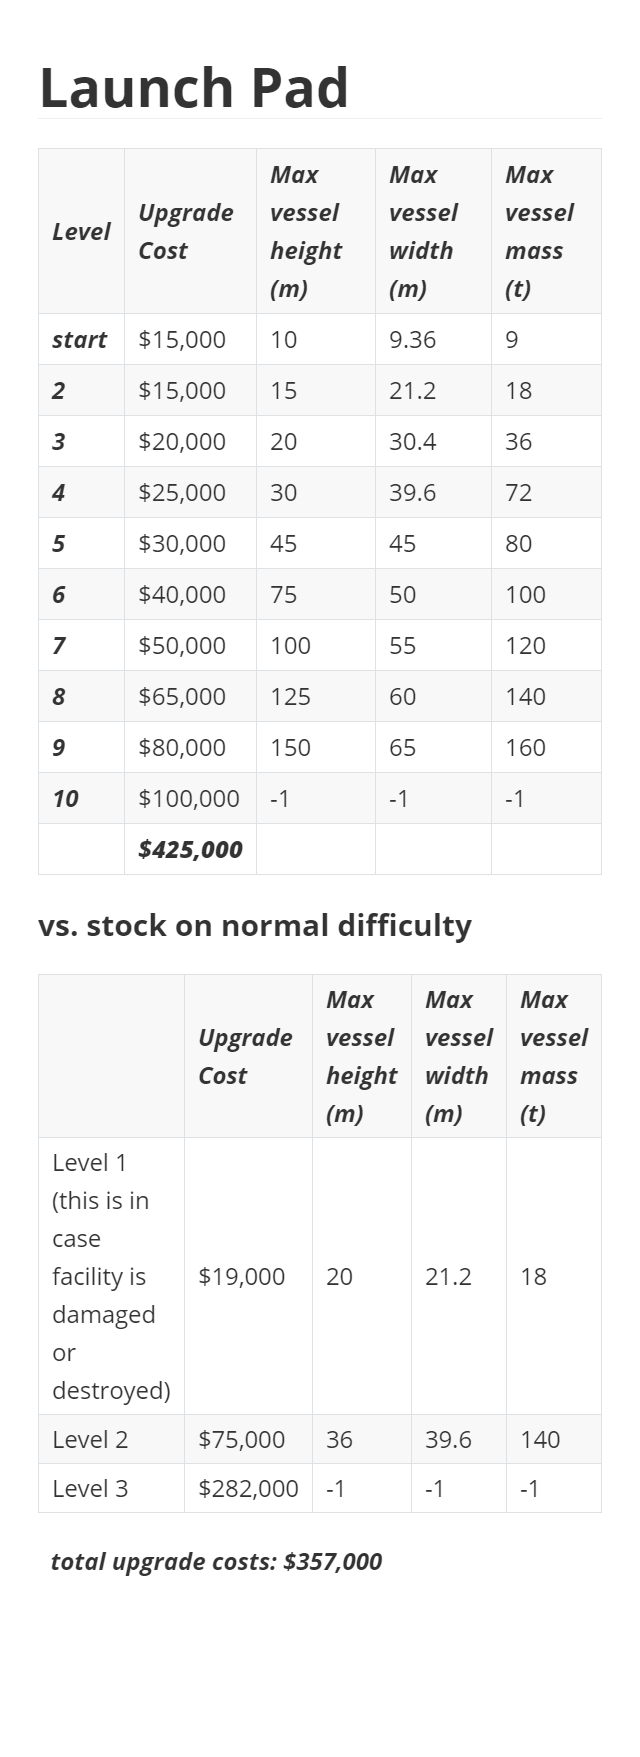 Launch Pad
Level Upgrade Cost Max vessel height (m) Max vessel width (m) Max vessel mass (t)
start $15,000 10 9.36 9
2 $15,000 15 21.2 18
3 $20,000 20 30.4 36
4 $25,000 30 39.6 72
5 $30,000 45 45 80
6 $40,000 75 50 100
7 $50,000 100 55 120
8 $65,000 125 60 140
9 $80,000 150 65 160
10 $100,000 -1 -1 -1
$425,000
vs. stock on normal difficulty
Upgrade Cost Max vessel height (m) Max vessel width (m) Max vessel mass (t)
Level 1 (this is in case facility is damaged or destroyed) $19,000 20 21.2 18
Level 2 $75,000 36 39.6 140
Level 3 $282,000 -1 -1 -1
total upgrade costs: $357,000